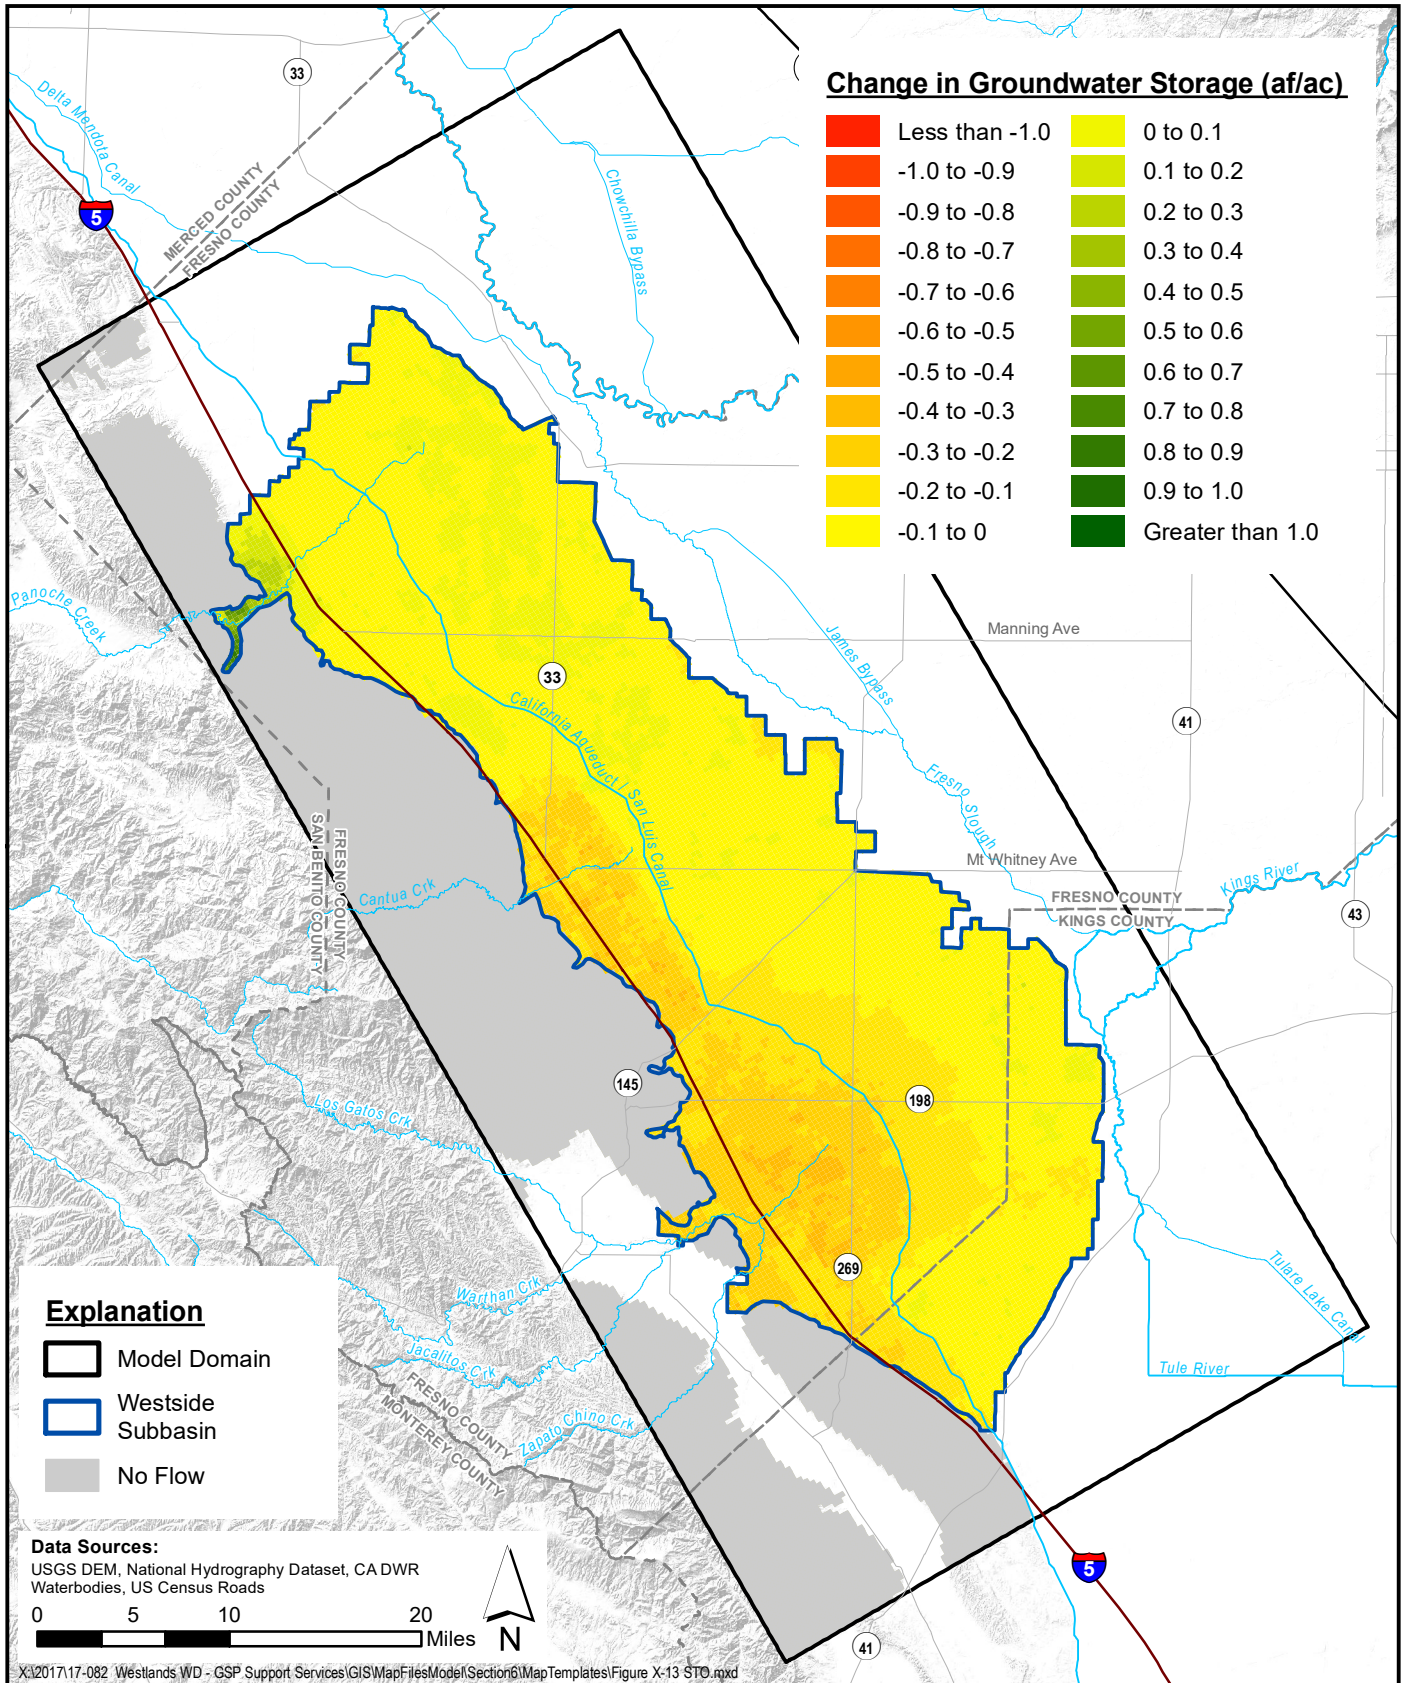 33
Delta Mendota Canal
5
MERCED COUNTY
FRESNO COUNTY
Chowchilla Bypass
Change in Groundwater Storage (af/ac)
Less than -1.0
-1.0 to -0.9
-0.9 to -0.8
-0.8 to -0.7
-0.7 to -0.6
-0.6 to -0.5
-0.5 to -0.4
-0.4 to -0.3
-0.3 to -0.2
-0.2 to -0.1
-0.1 to 0
0 to 0.1
0.1 to 0.2
0.2 to 0.3
0.3 to 0.4
0.4 to 0.5
0.5 to 0.6
0.6 to 0.7
0.7 to 0.8
0.8 to 0.9
0.9 to 1.0
Greater than 1.0
Panoche Creek
Manning Ave
James Bypass
33
41
California Aqueduct / San Luis Canal
Fresno Slough
SAN BENITO COUNTY
FRESNO COUNTY
Cantua Crk
Mt Whitney Ave
Kings River
FRESNO COUNTY
KINGS COUNTY
43
145
198
Los Gatos Crk
269
Tulare Lake Canal
Warthan Crk
Jacalitos Crk
Tule River
FRESNO COUNTY
MONTEREY COUNTY
Zapato Chino Crk
Explanation
Model Domain
Westside
Subbasin
No Flow
Data Sources:
USGS DEM, National Hydrography Dataset, CA DWR
Waterbodies, US Census Roads
0 5 10 20
Miles
N
5
41
X:\2017\17-082 Westlands WD - GSP Support Services\GIS\MapFilesModel\Section6\MapTemplates\Figure X-13 STO.mxd